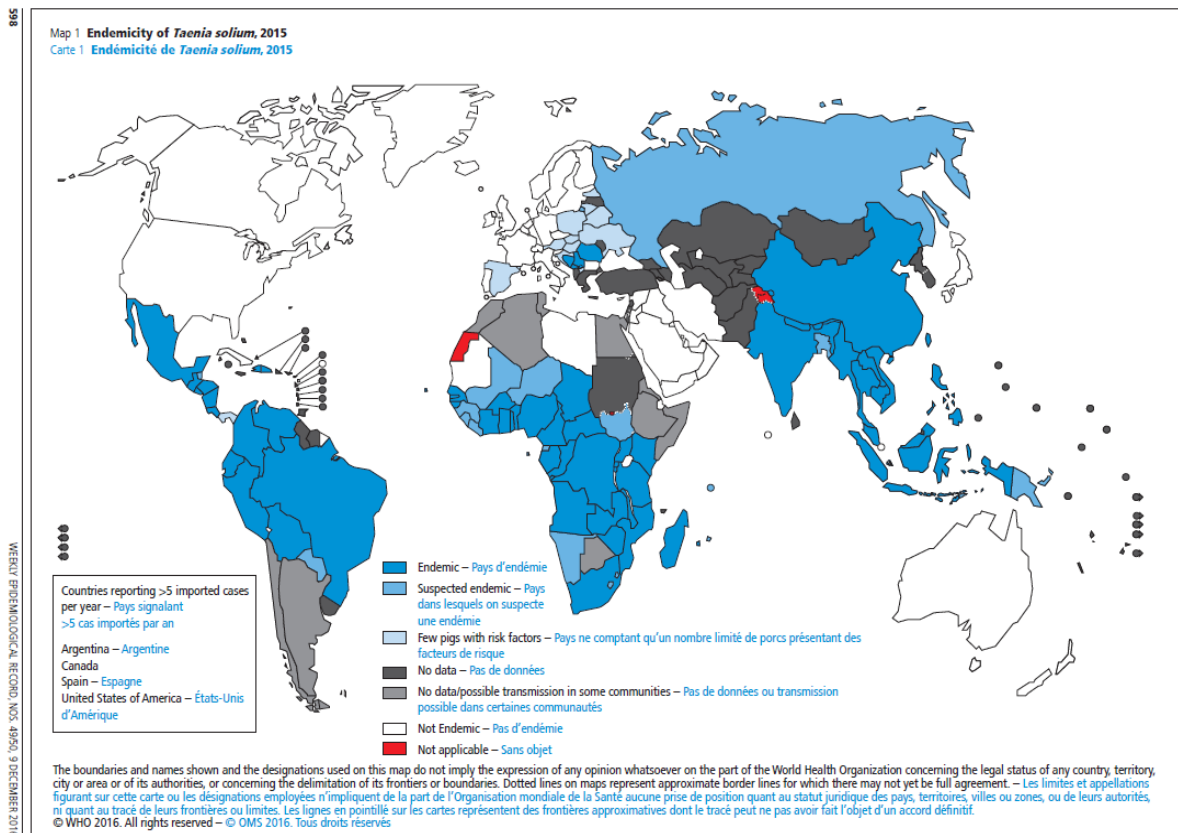 598
WEEKLY EPIDEMIOLOGICAL RECORD, NOS. 49/50, 9 DECEMBER 2016
Map 1 Endemicity of Taenia solium, 2015
Carte 1 Endémicité de Taenia solium, 2015
Countries reporting >5 imported cases
per year – Pays signalant
>5 cas importés par an
Argentina – Argentine
Canada
Spain – Espagne
United States of America – États-Unis
d'Amérique
Endemic – Pays d'endémie
Suspected endemic – Pays
dans lesquels on suspecte
une endémie
Few pigs with risk factors – Pays ne comptant qu'un nombre limité de porcs présentant des
facteurs de risque
No data – Pas de données
No data/possible transmission in some communities – Pas de données ou transmission
possible dans certaines communautés
Not Endemic – Pas d'endémie
Not applicable – Sans objet
The boundaries and names shown and the designations used on this map do not imply the expression of any opinion whatsoever on the part of the World Health Organization concerning the legal status of any country, territory,
city or area or of its authorities, or concerning the delimitation of its frontiers or boundaries. Dotted lines on maps represent approximate border lines for which there may not yet be full agreement. – Les limites et appellations
figurant sur cette carte ou les désignations employées n'impliquent de la part de l'Organisation mondiale de la Santé aucune prise de position quant au statut juridique des pays, territoires, villes ou zones, ou de leurs autorités,
ni quant au tracé de leurs frontières ou limites. Les lignes en pointillé sur les cartes représentent des frontières approximatives dont le tracé peut ne pas avoir fait l'objet d'un accord définitif.
© WHO 2016. All rights reserved – © OMS 2016. Tous droits réservés